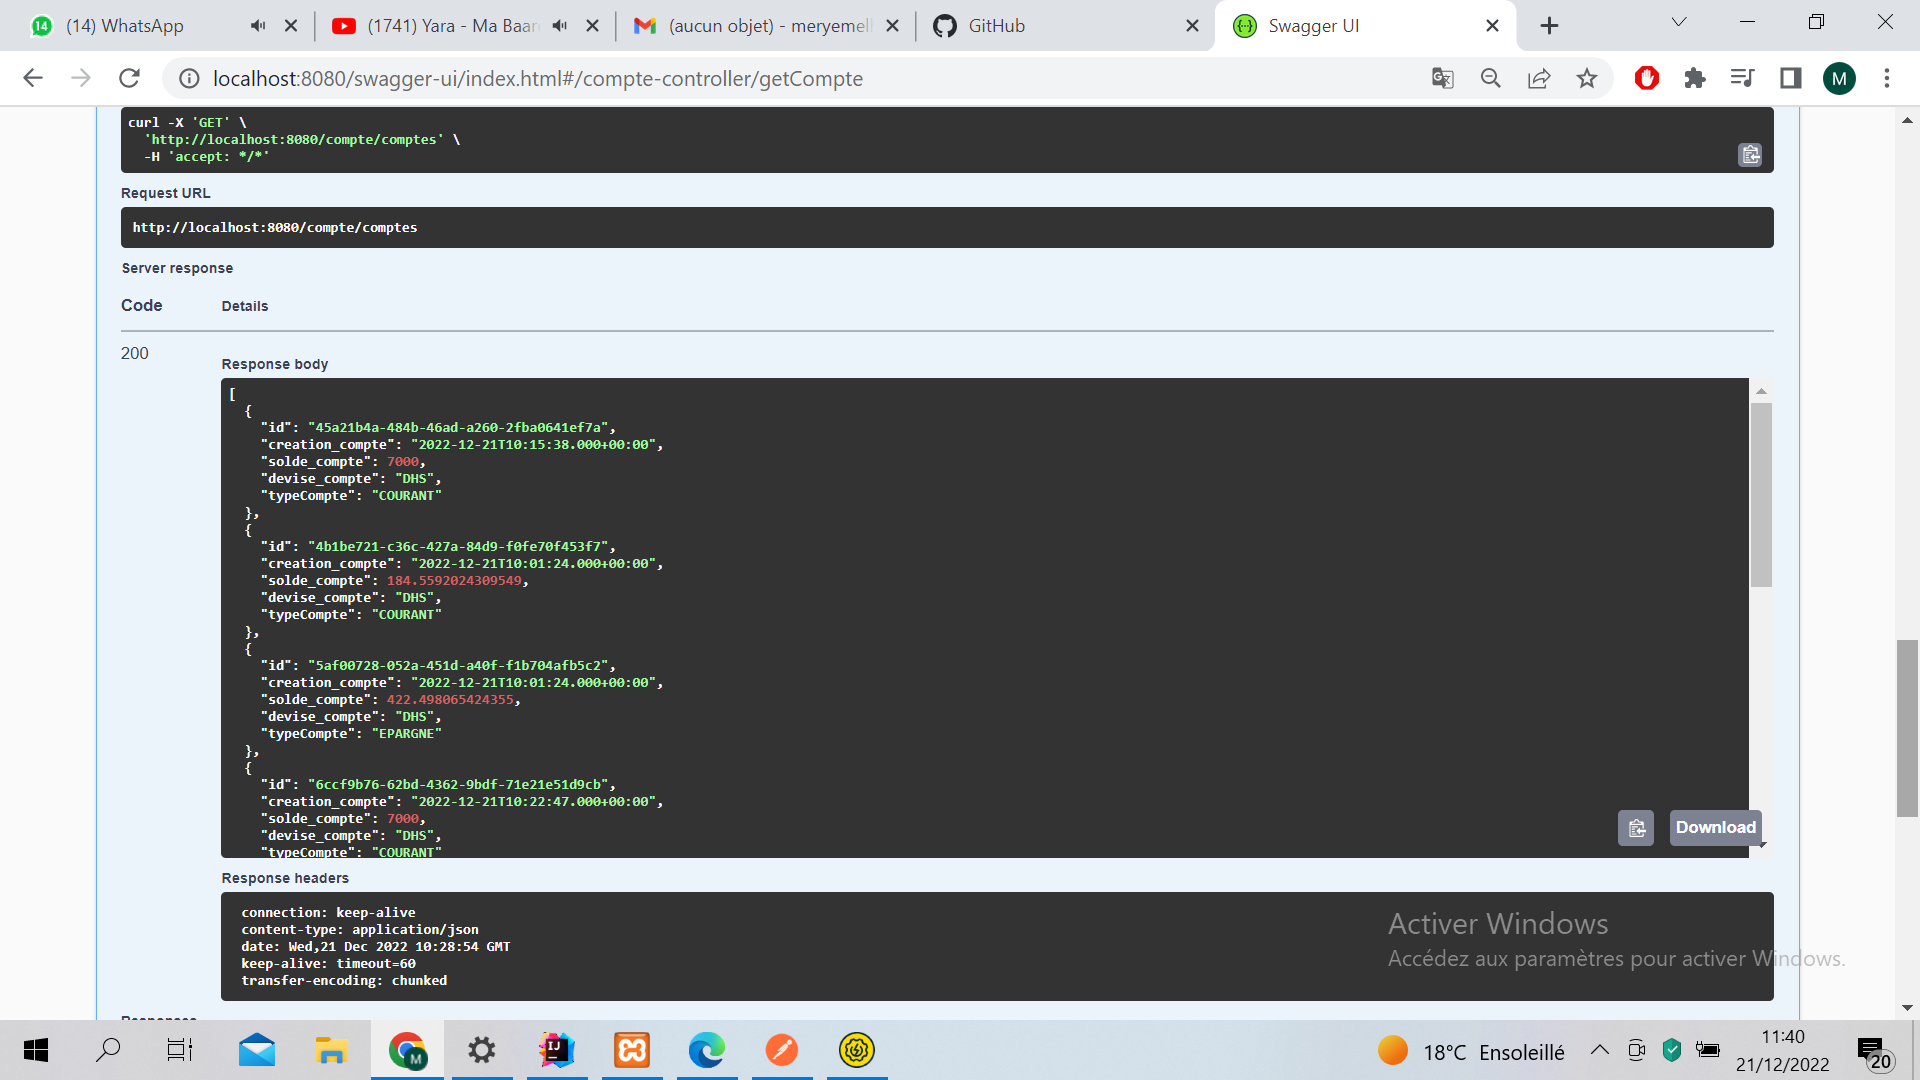 (14) WhatsApp
(1741) Yara - Ma Baar
(aucun objet) - meryemell
GitHub
Swagger UI
localhost:8080/swagger-ui/index.html#/compte-controller/getCompte
M
curl -X 'GET' \
'http://localhost:8080/compte/comptes' \
-H 'accept: */*'
Request URL
http://localhost:8080/compte/comptes
Server response
Code
Details
200
Response body
[
{
"id": "45a21b4a-484b-46ad-a260-2fba0641ef7a",
"creation_compte": "2022-12-21T10:15:38.000+00:00",
"solde_compte": 7000,
"devise_compte": "DHS",
"typeCompte": "COURANT"
},
{
"id": "4b1be721-c36c-427a-84d9-f0fe70f453f7",
"creation_compte": "2022-12-21T10:01:24.000+00:00",
"solde_compte": 184.5592024309549,
"devise_compte": "DHS",
"typeCompte": "COURANT"
},
{
"id": "5af00728-052a-451d-a40f-f1b704afb5c2",
"creation_compte": "2022-12-21T10:01:24.000+00:00",
"solde_compte": 422.498065424355,
"devise_compte": "DHS",
"typeCompte": "EPARGNE"
},
{
"id": "6ccf9b76-62bd-4362-9bdf-71e21e51d9cb",
"creation_compte": "2022-12-21T10:22:47.000+00:00",
"solde_compte": 7000,
"devise_compte": "DHS",
"typeCompte": "COURANT"
Download
Response headers
connection: keep-alive
content-type: application/json
date: Wed,21 Dec 2022 10:28:54 GMT
keep-alive: timeout=60
transfer-encoding: chunked
Activer Windows
Accédez aux paramètres pour activer Windows.
Responses
18°C Ensoleillé
11:40
21/12/2022
20